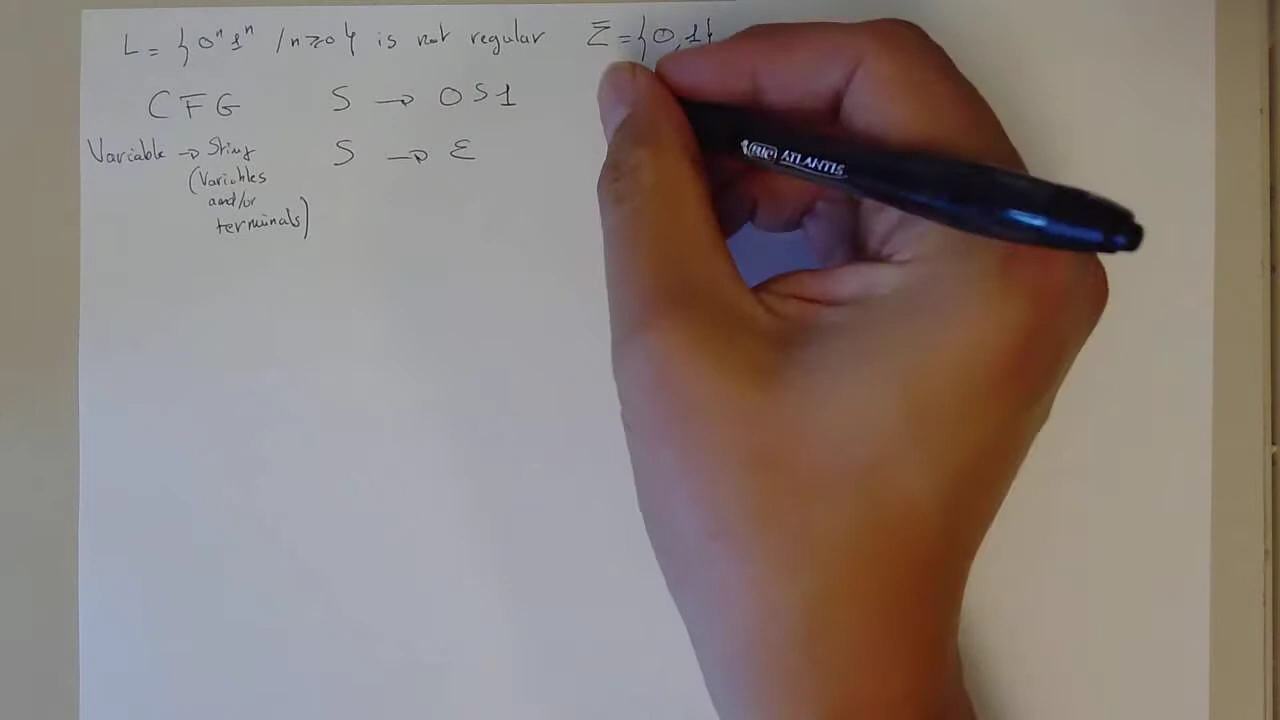 L = {0ⁿ1ⁿ / n ≥ 0} is not regular Σ = {0,1}
CFG S → 0S1
Variable → String S → ε
(Variables
and/or
terminals)
BIC ATLANTIS